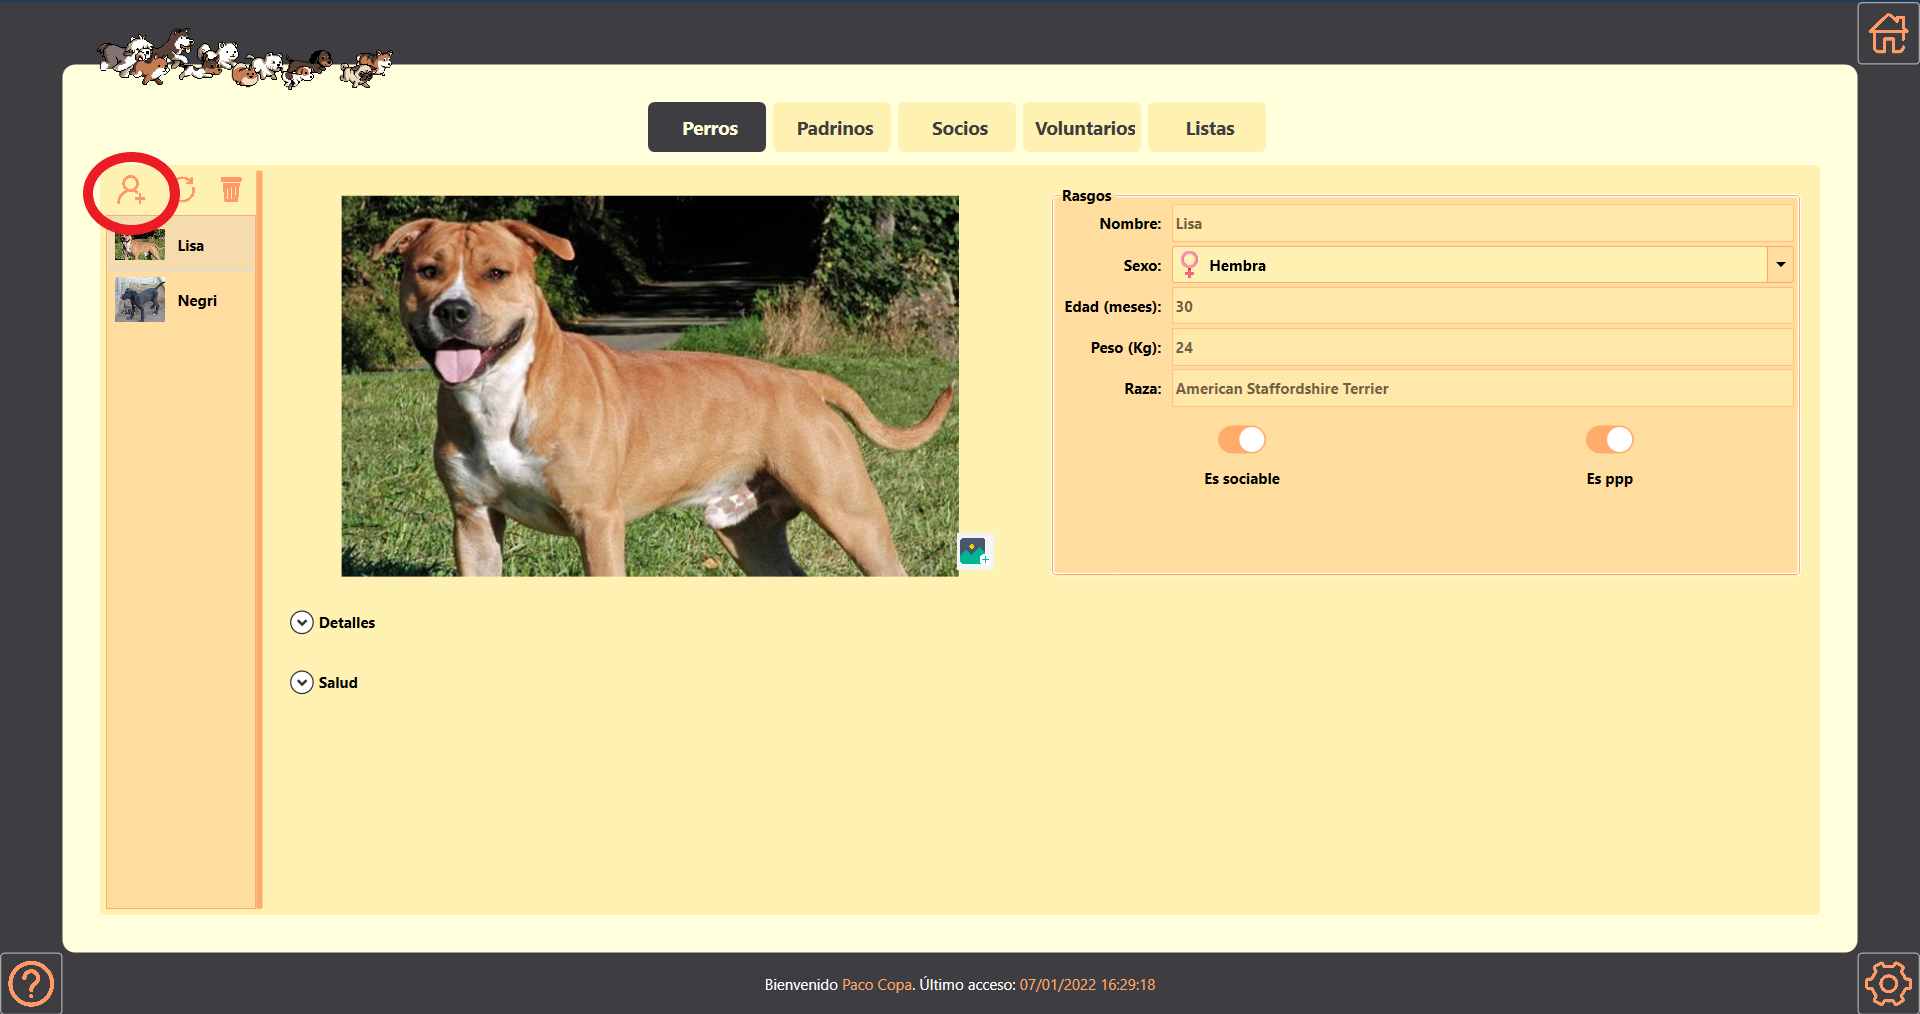 Perros
Padrinos
Socios
Voluntarios
Listas
Lisa
Negri
Rasgos
Nombre: Lisa
Sexo: Hembra
Edad (meses): 30
Peso (Kg): 24
Raza: American Staffordshire Terrier
Es sociable
Es ppp
Detalles
Salud
Bienvenido Paco Copa. Último acceso: 07/01/2022 16:29:18